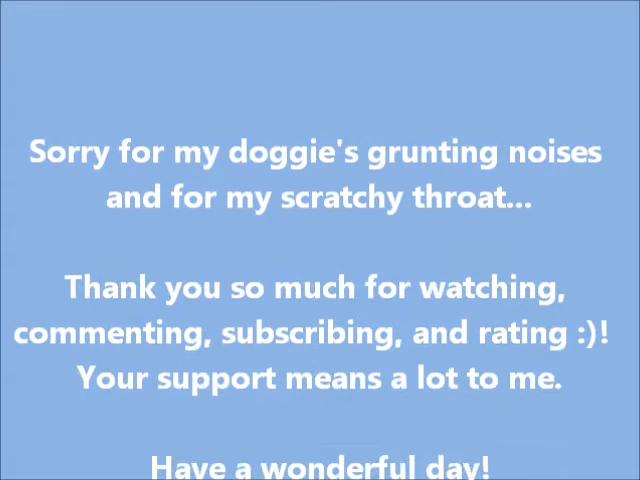 Sorry for my doggie's grunting noises
and for my scratchy throat...
Thank you so much for watching,
commenting, subscribing, and rating :)!
Your support means a lot to me.
Have a wonderful day!